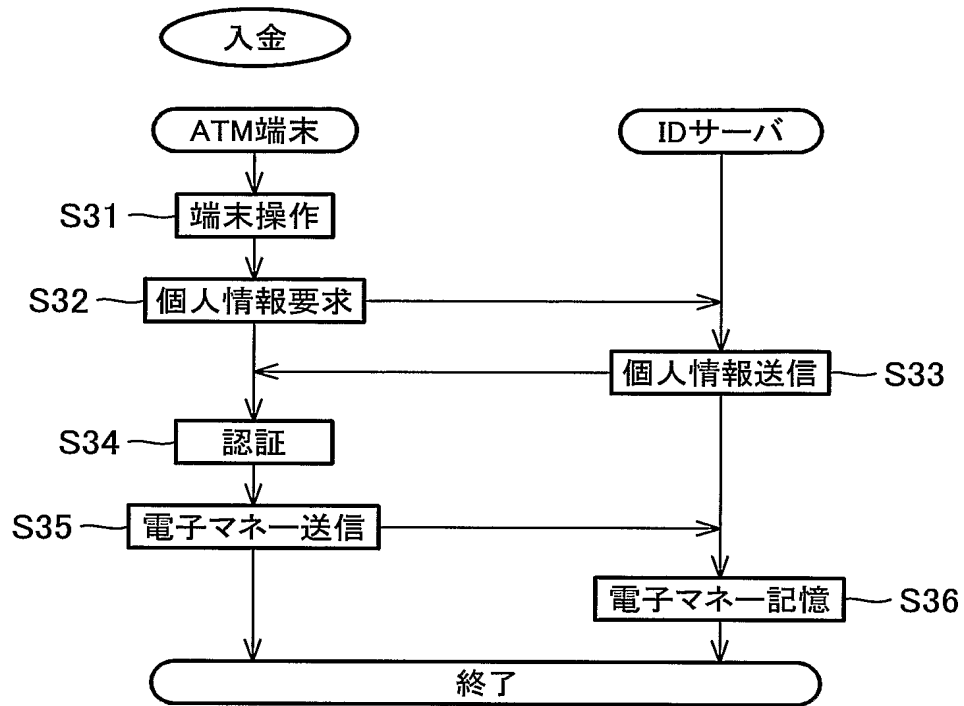 入金
ATM端末
IDサーバ
S31
端末操作
S32
個人情報要求
個人情報送信
S33
S34
認証
S35
電子マネー送信
電子マネー記憶
S36
終了